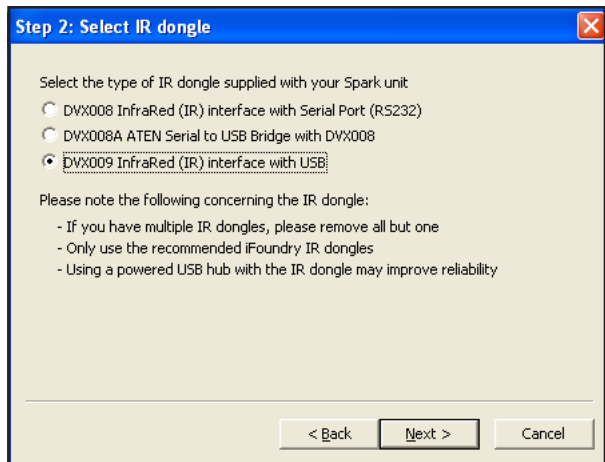 Step 2: Select IR dongle
Select the type of IR dongle supplied with your Spark unit
DVX008 InfraRed (IR) interface with Serial Port (RS232)
DVX008A ATEN Serial to USB Bridge with DVX008
DVX009 InfraRed (IR) interface with USB
Please note the following concerning the IR dongle:
- If you have multiple IR dongles, please remove all but one
- Only use the recommended iFoundry IR dongles
- Using a powered USB hub with the IR dongle may improve reliability
< Back Next > Cancel